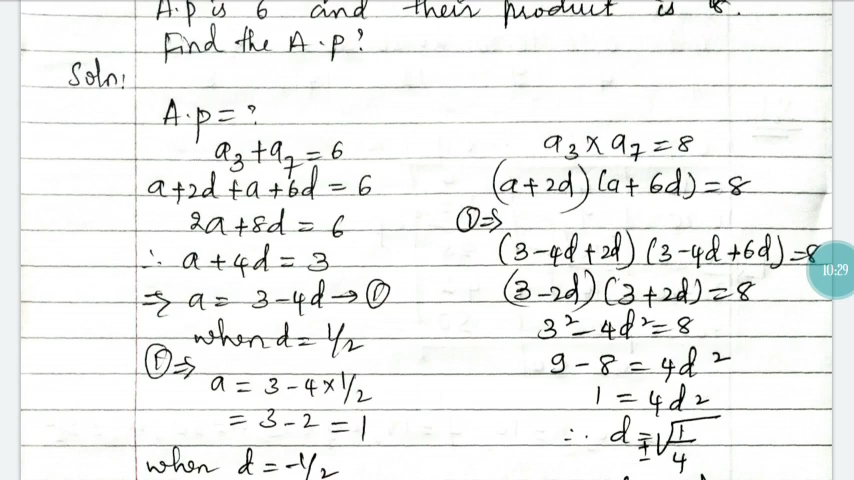 A.p is 6 and their product is 8.
Find the A.p?
Soln:
A.p = ?
a₃ + a₇ = 6
a+2d + a+6d = 6
2a + 8d = 6
∴ a + 4d = 3
⇒ a = 3 - 4d → ①
when d = 1/2
①⇒
a = 3 - 4 × 1/2
= 3 - 2 = 1
when d = -1/2
a₃ × a₇ = 8
(a+2d) (a+6d) = 8
①⇒
(3-4d+2d) (3-4d+6d) = 8
(3-2d) (3+2d) = 8
3² - 4d² = 8
9 - 8 = 4d²
1 = 4d²
∴ d = ±√1/4
10:29